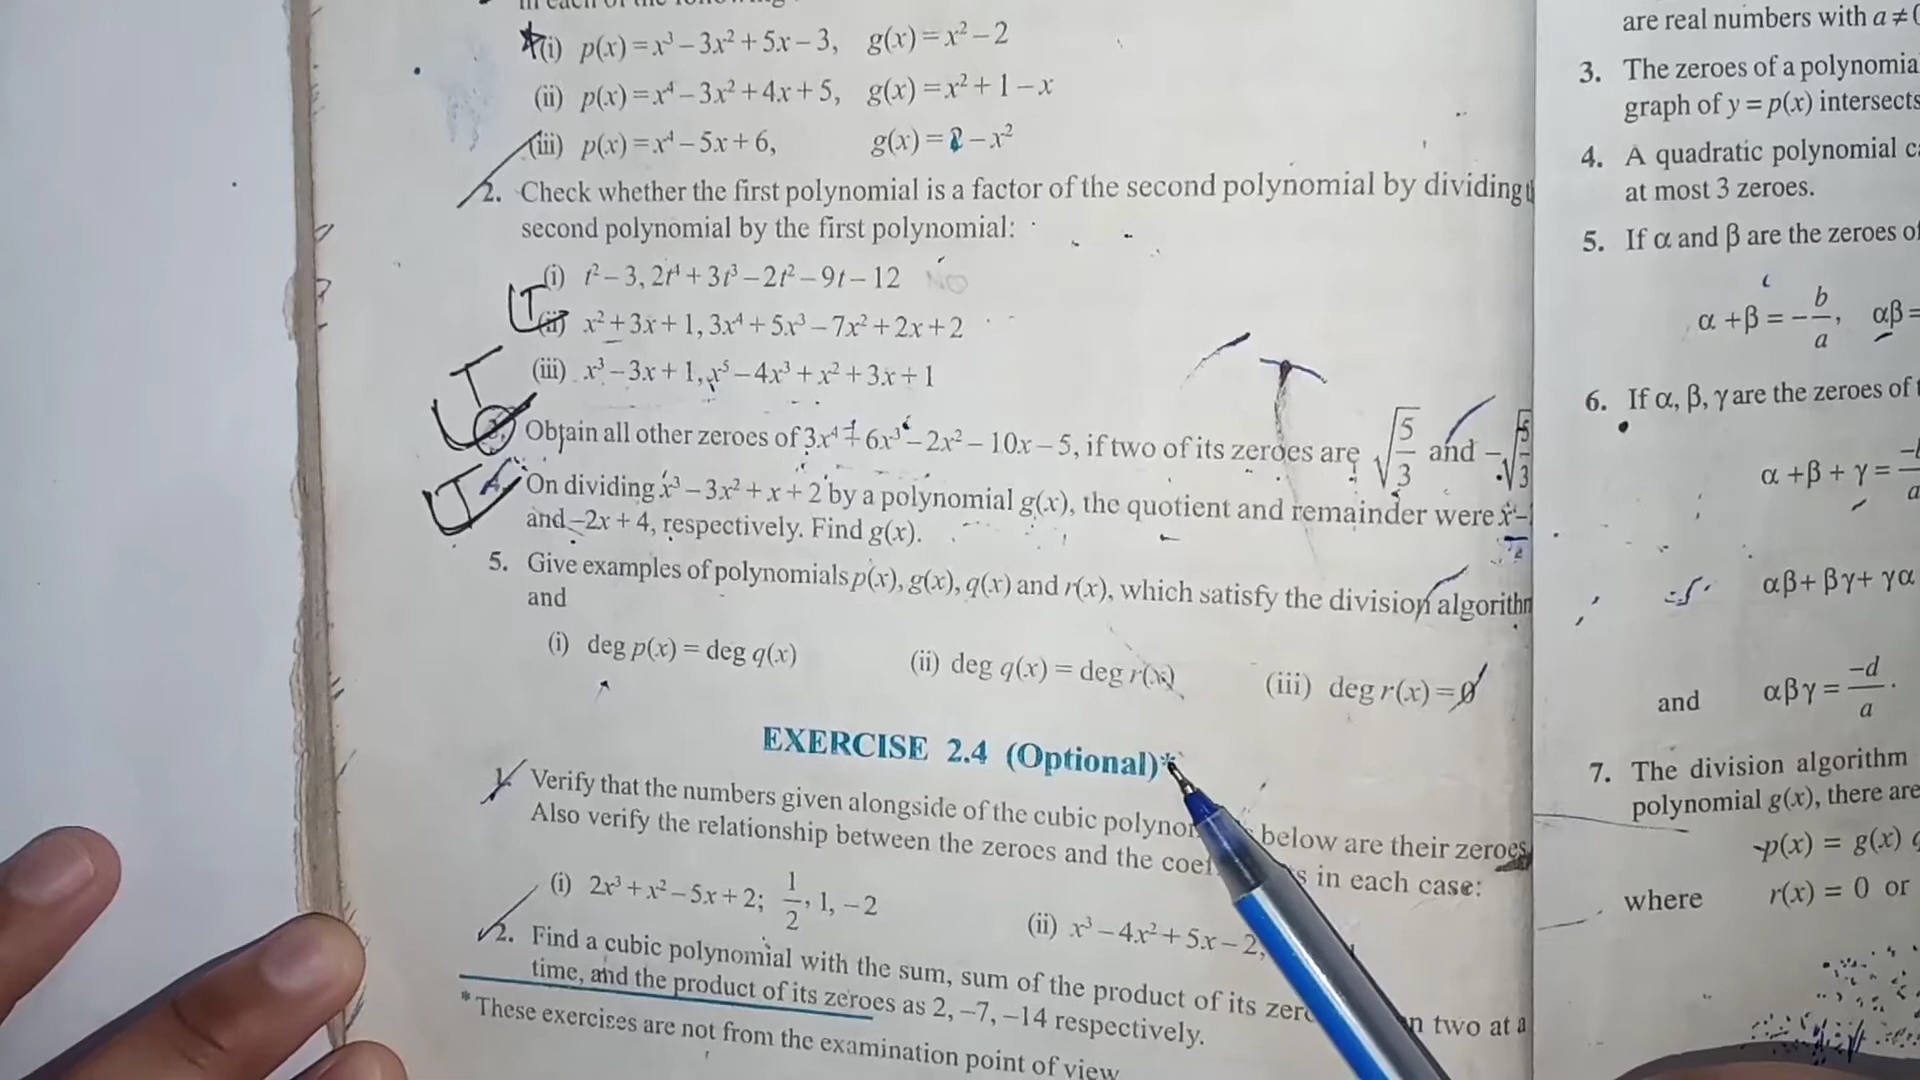 in each of the following
(i) p(x) = x³ – 3x² + 5x – 3, g(x) = x² – 2
(ii) p(x) = x⁴ – 3x² + 4x + 5, g(x) = x² + 1 – x
(iii) p(x) = x⁴ – 5x + 6, g(x) = 2 – x²
2. Check whether the first polynomial is a factor of the second polynomial by dividing
second polynomial by the first polynomial:
(i) t² – 3, 2t⁴ + 3t³ – 2t² – 9t – 12 NO
(ii) x² + 3x + 1, 3x⁴ + 5x³ – 7x² + 2x + 2
(iii) x³ – 3x + 1, x⁵ – 4x³ + x² + 3x + 1
Obtain all other zeroes of 3x⁴ + 6x³ – 2x² – 10x – 5, if two of its zeroes are √5/3 and –√5/3
On dividing x³ – 3x² + x + 2 by a polynomial g(x), the quotient and remainder were x –
and –2x + 4, respectively. Find g(x).
5. Give examples of polynomials p(x), g(x), q(x) and r(x), which satisfy the division algorithm
and
(i) deg p(x) = deg q(x) (ii) deg q(x) = deg r(x) (iii) deg r(x) = 0
EXERCISE 2.4 (Optional)*
1. Verify that the numbers given alongside of the cubic polynom s below are their zeroes
Also verify the relationship between the zeroes and the coef s in each case:
(i) 2x³ + x² – 5x + 2; 1/2, 1, –2 (ii) x³ – 4x² + 5x – 2;
2. Find a cubic polynomial with the sum, sum of the product of its zer n two at a
time, and the product of its zeroes as 2, –7, –14 respectively.
*These exercises are not from the examination point of view
are real numbers with a ≠
3. The zeroes of a polynomia
graph of y = p(x) intersects
4. A quadratic polynomial c
at most 3 zeroes.
5. If α and β are the zeroes of
α + β = –b/a, αβ =
6. If α, β, γ are the zeroes of
α + β + γ =
αβ + βγ + γα
and αβγ = –d/a.
7. The division algorithm
polynomial g(x), there are
p(x) = g(x)
where r(x) = 0 or